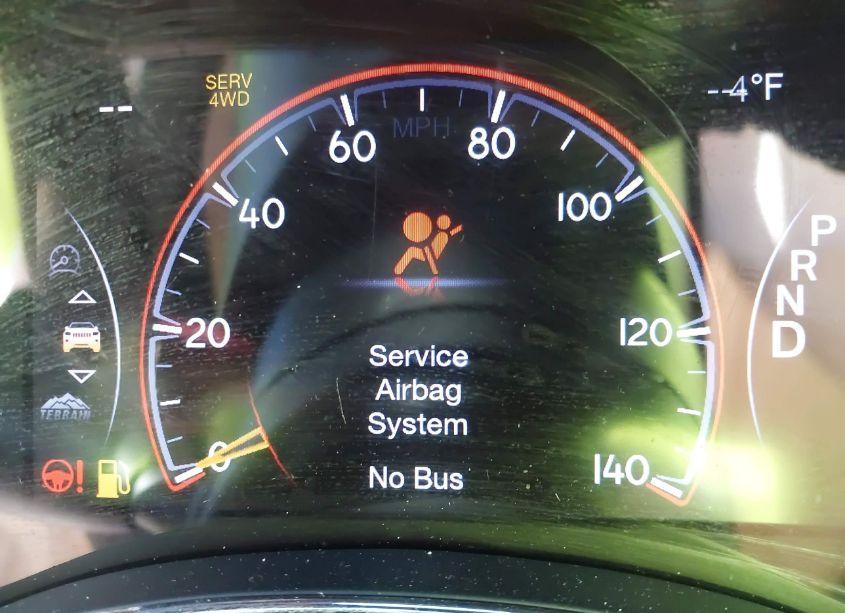 SERV
4WD
--
--4°F
MPH
60
80
40
100
20
120
0
140
P
R
N
D
TERRAIN
Service
Airbag
System
No Bus
!